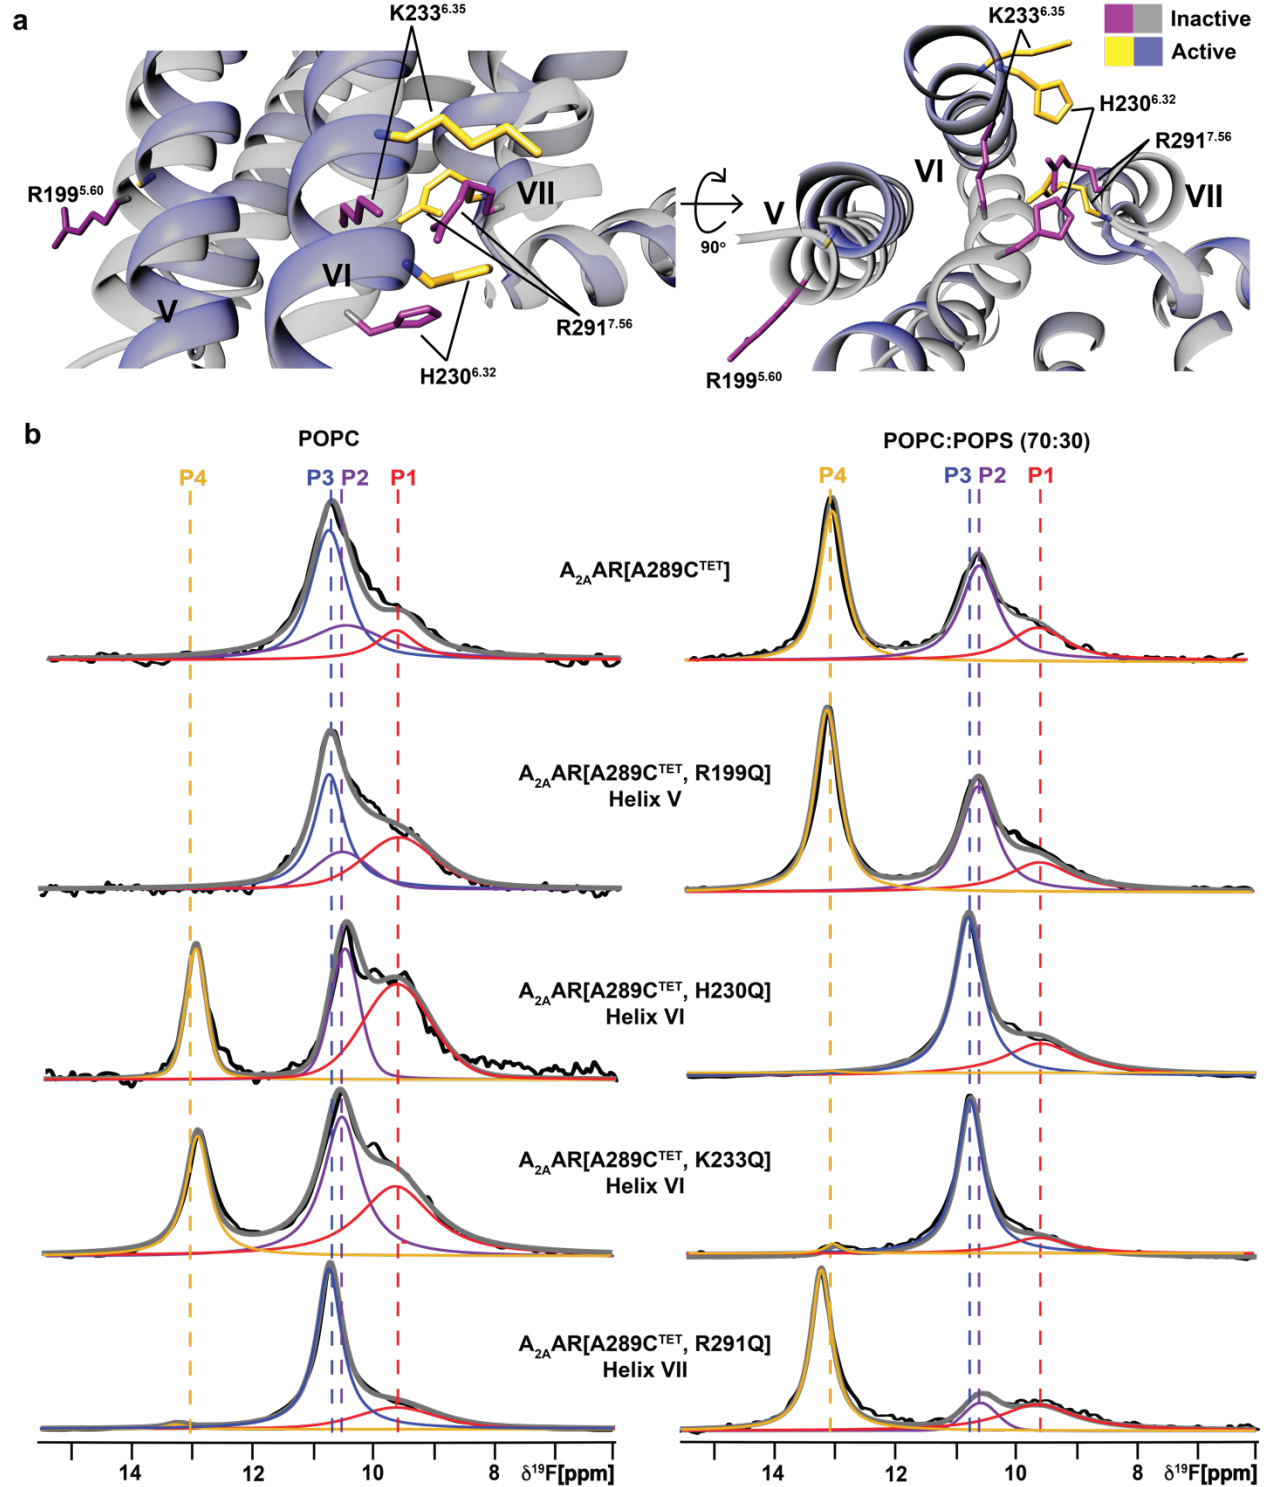 a
K233^6.35
K233^6.35
Inactive
Active
H230^6.32
R291^7.56
R199^5.60
VII
VI
V
VI
VII
V
90°
R291^7.56
H230^6.32
R199^5.60
b
POPC
POPC:POPS (70:30)
P4 P3 P2 P1
P4 P3 P2 P1
A2AAR[A289C^TET]
A2AAR[A289C^TET, R199Q]
Helix V
A2AAR[A289C^TET, H230Q]
Helix VI
A2AAR[A289C^TET, K233Q]
Helix VI
A2AAR[A289C^TET, R291Q]
Helix VII
14 12 10 8 δ¹⁹F[ppm]
14 12 10 8 δ¹⁹F[ppm]